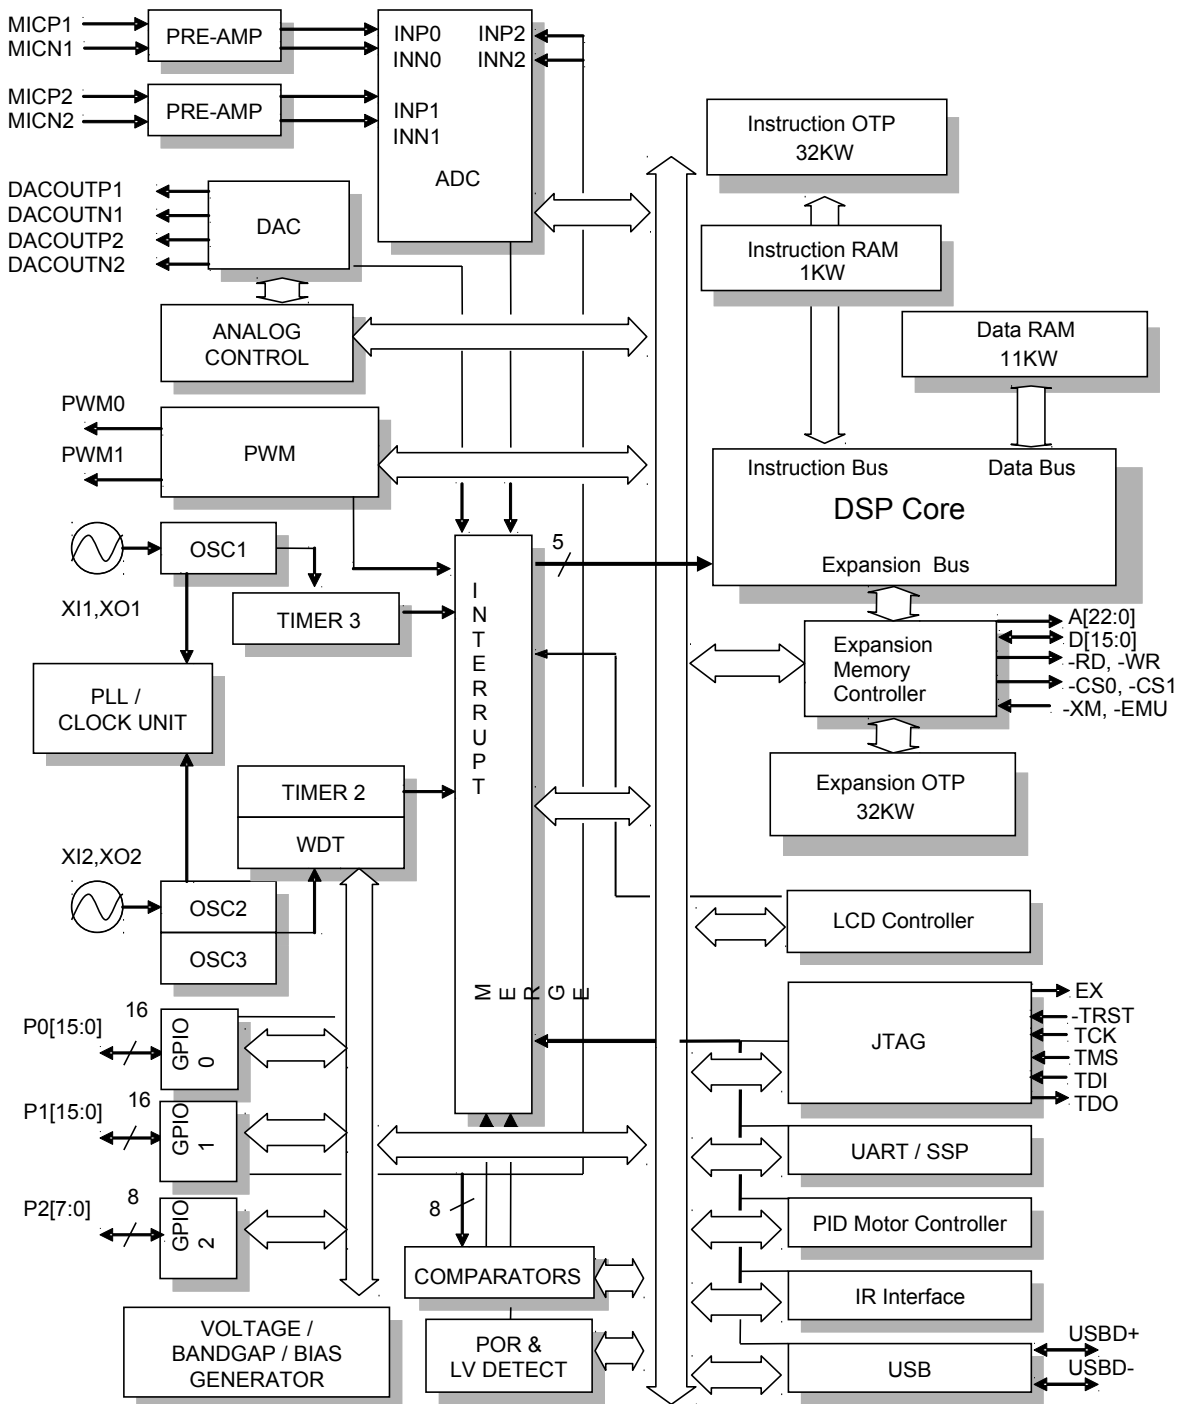 MICP1
MICN1
PRE-AMP
INP0
INN0
INP2
INN2
MICP2
MICN2
PRE-AMP
INP1
INN1
ADC
Instruction OTP
32KW
DACOUTP1
DACOUTN1
DACOUTP2
DACOUTN2
DAC
Instruction RAM
1KW
ANALOG
CONTROL
Data RAM
11KW
PWM0
PWM1
PWM
Instruction Bus
Data Bus
DSP Core
Expansion Bus
OSC1
XI1,XO1
TIMER 3
5
INTERRUPT
MERGE
A[22:0]
D[15:0]
-RD, -WR
-CS0, -CS1
-XM, -EMU
Expansion
Memory
Controller
PLL /
CLOCK UNIT
TIMER 2
WDT
Expansion OTP
32KW
XI2,XO2
OSC2
OSC3
LCD Controller
P0[15:0]
16
GPIO
0
JTAG
EX
-TRST
TCK
TMS
TDI
TDO
P1[15:0]
16
GPIO
1
UART / SSP
P2[7:0]
8
GPIO
2
8
PID Motor Controller
COMPARATORS
IR Interface
VOLTAGE /
BANDGAP / BIAS
GENERATOR
POR &
LV DETECT
USB
USBD+
USBD-